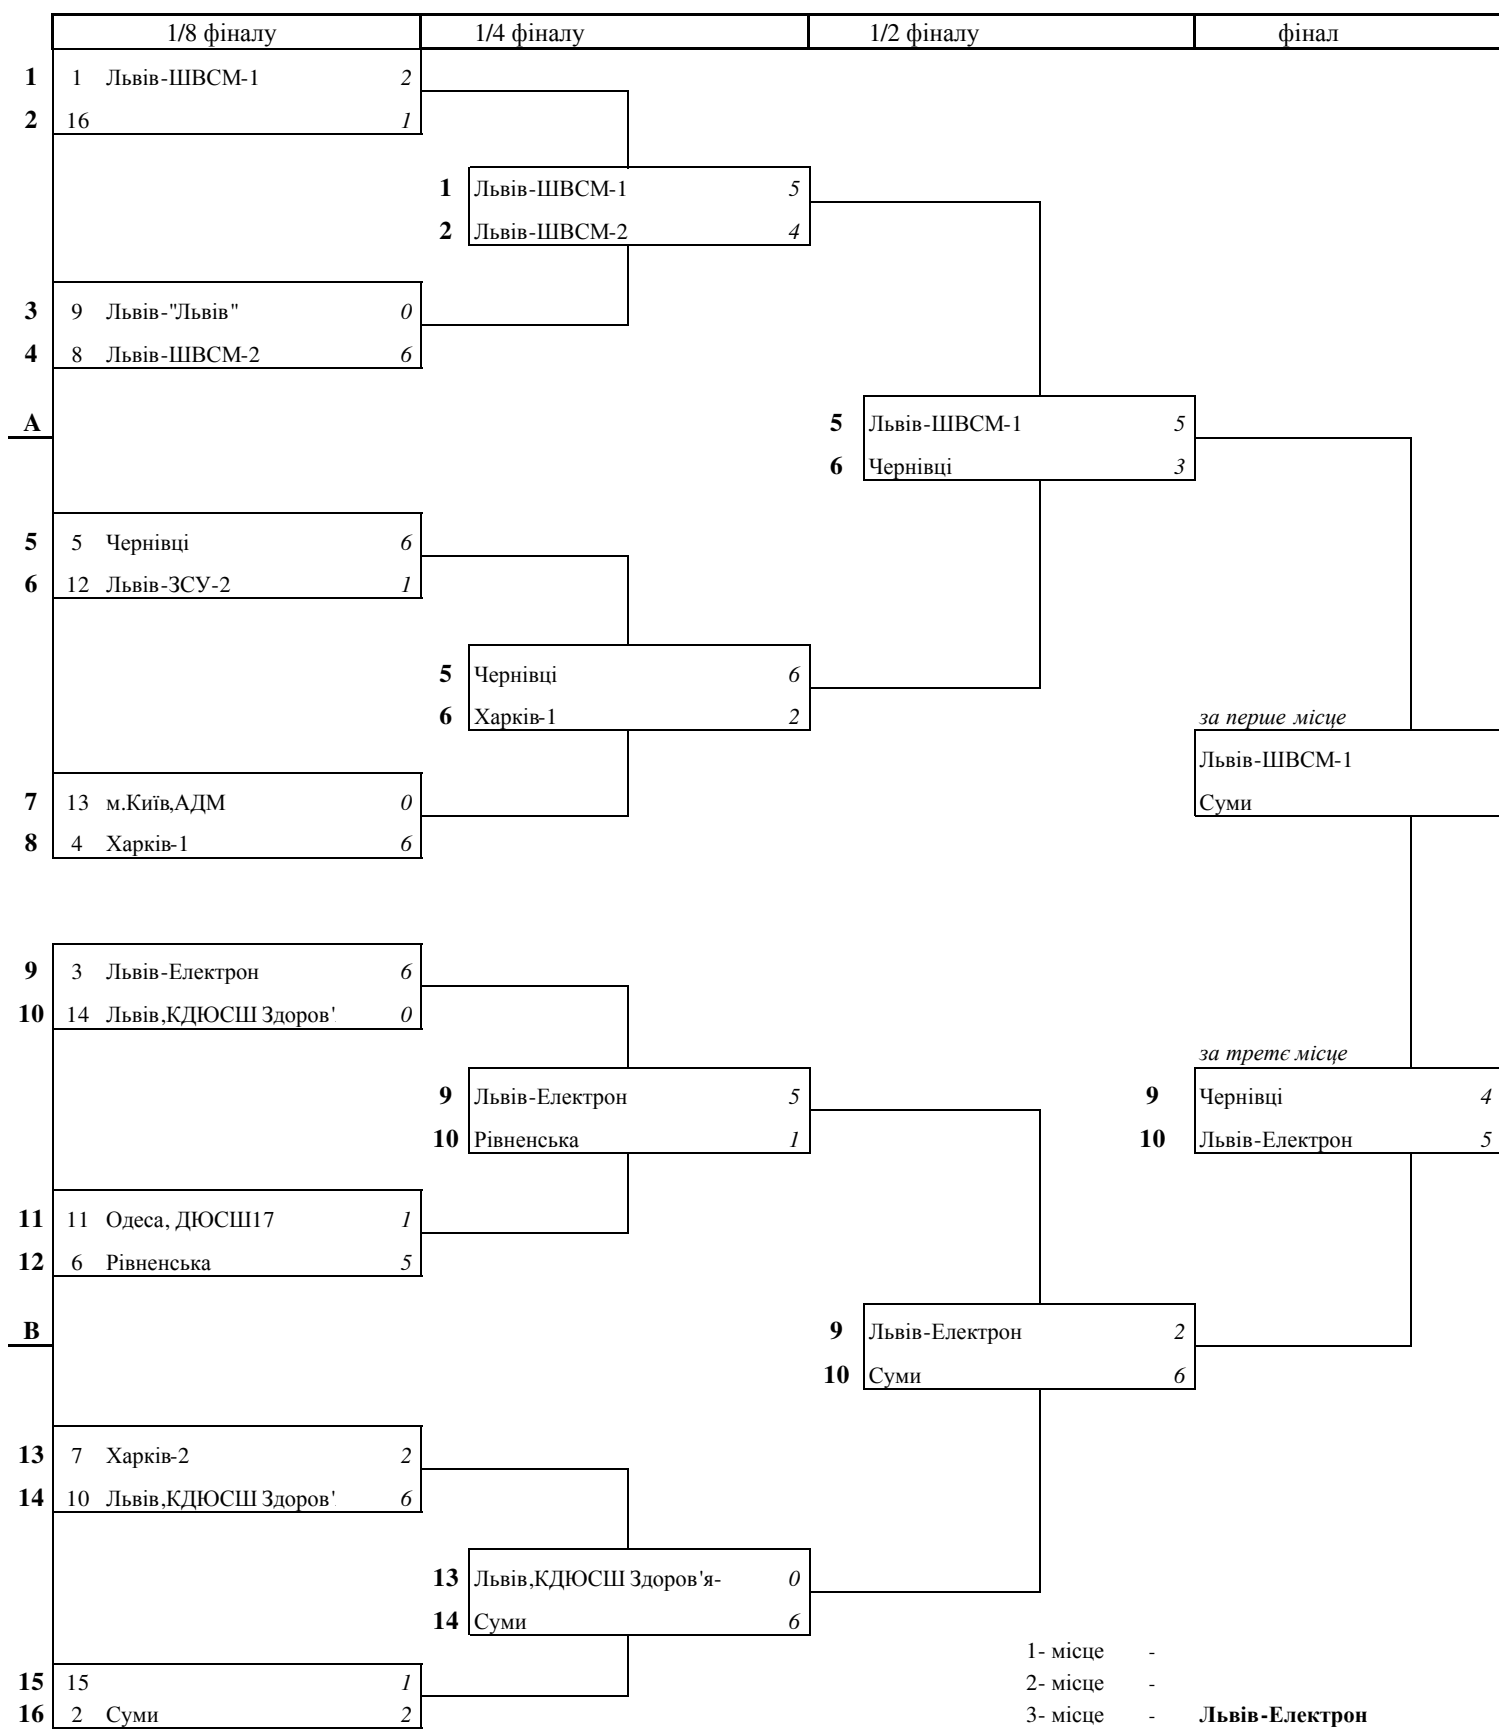 1/8 фіналу 1/4 фіналу 1/2 фіналу фінал
1 1 Львів-ШВСМ-1 2
2 16 1
1 Львів-ШВСМ-1 5
2 Львів-ШВСМ-2 4
3 9 Львів-"Львів" 0
4 8 Львів-ШВСМ-2 6
А 5 Львів-ШВСМ-1 5
6 Чернівці 3
5 5 Чернівці 6
6 12 Львів-ЗСУ-2 1
5 Чернівці 6
6 Харків-1 2
за перше місце
Львів-ШВСМ-1
7 13 м.Київ,АДМ 0 Суми
8 4 Харків-1 6
9 3 Львів-Електрон 6
10 14 Львів,КДЮСШ Здоров' 0
за третє місце
9 Львів-Електрон 5 9 Чернівці 4
10 Рівненська 1 10 Львів-Електрон 5
11 11 Одеса, ДЮСШ17 1
12 6 Рівненська 5
В 9 Львів-Електрон 2
10 Суми 6
13 7 Харків-2 2
14 10 Львів,КДЮСШ Здоров' 6
13 Львів,КДЮСШ Здоров'я- 0
14 Суми 6
1- місце -
15 15 1 2- місце -
16 2 Суми 2 3- місце - Львів-Електрон